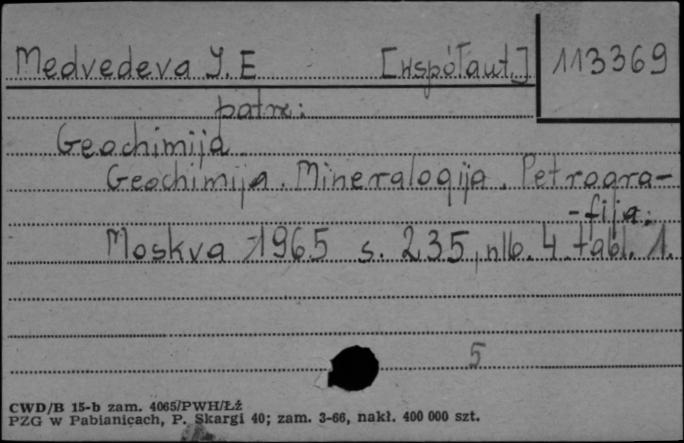 Medvedeva J. E [Współaut.] 113369
patrz:
Geochimija
Geochimija. Mineralogija. Petrogra-
-fija.
Moskva 1965 s. 235, nlb. 4. tabl. 1.
5
CWD/B 15-b zam. 4065/PWH/Łź
PZG w Pabianicach, P. Skargi 40; zam. 3-66, nakł. 400 000 szt.